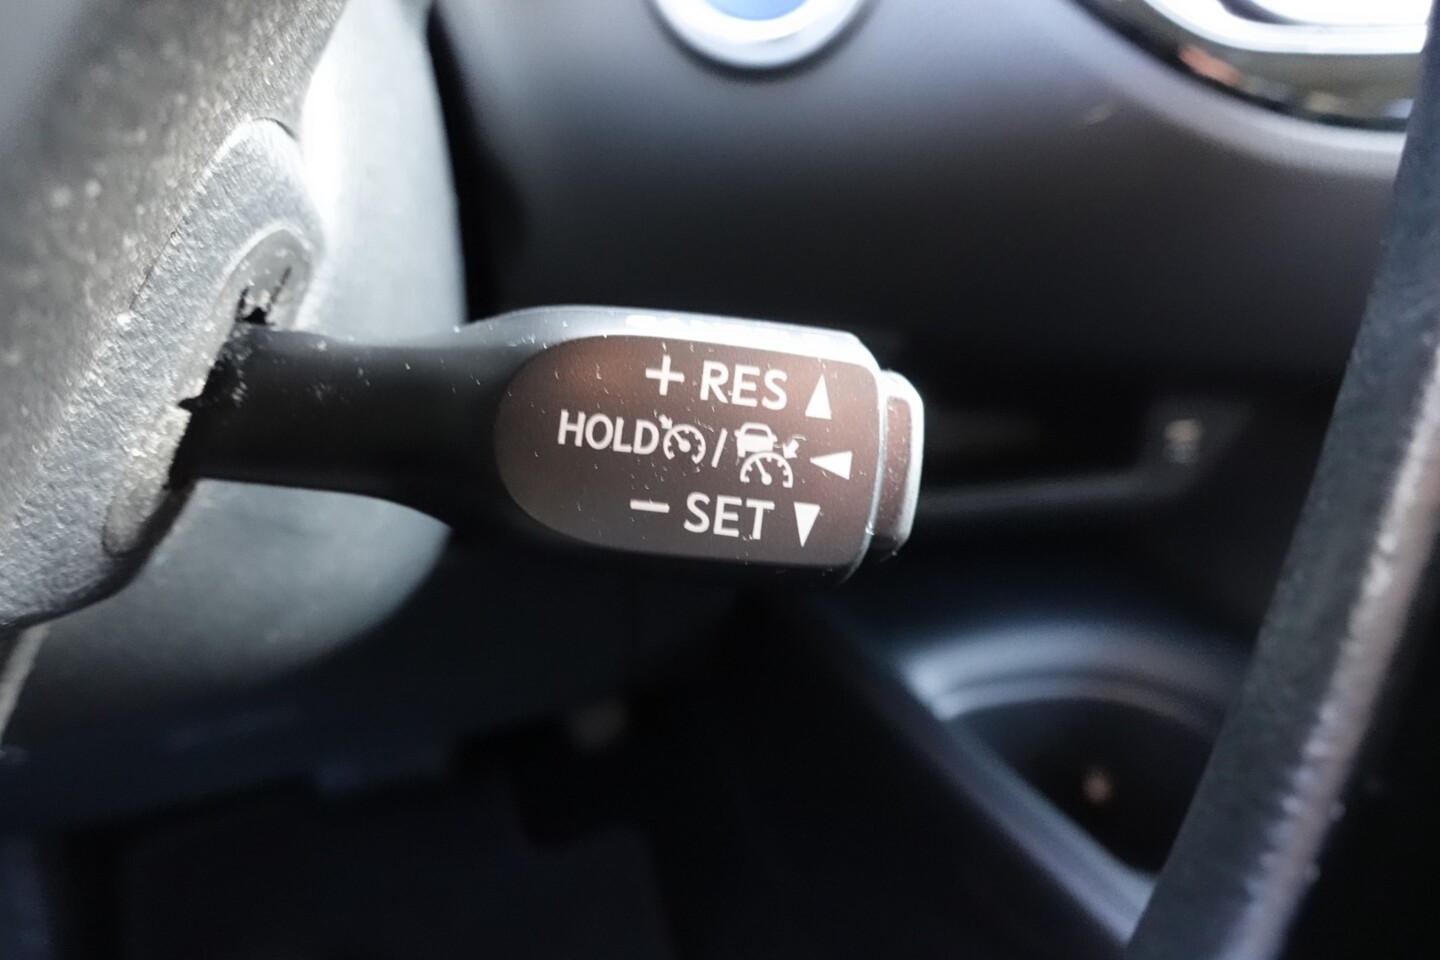 + RES ▲
HOLD / ◀
− SET ▼